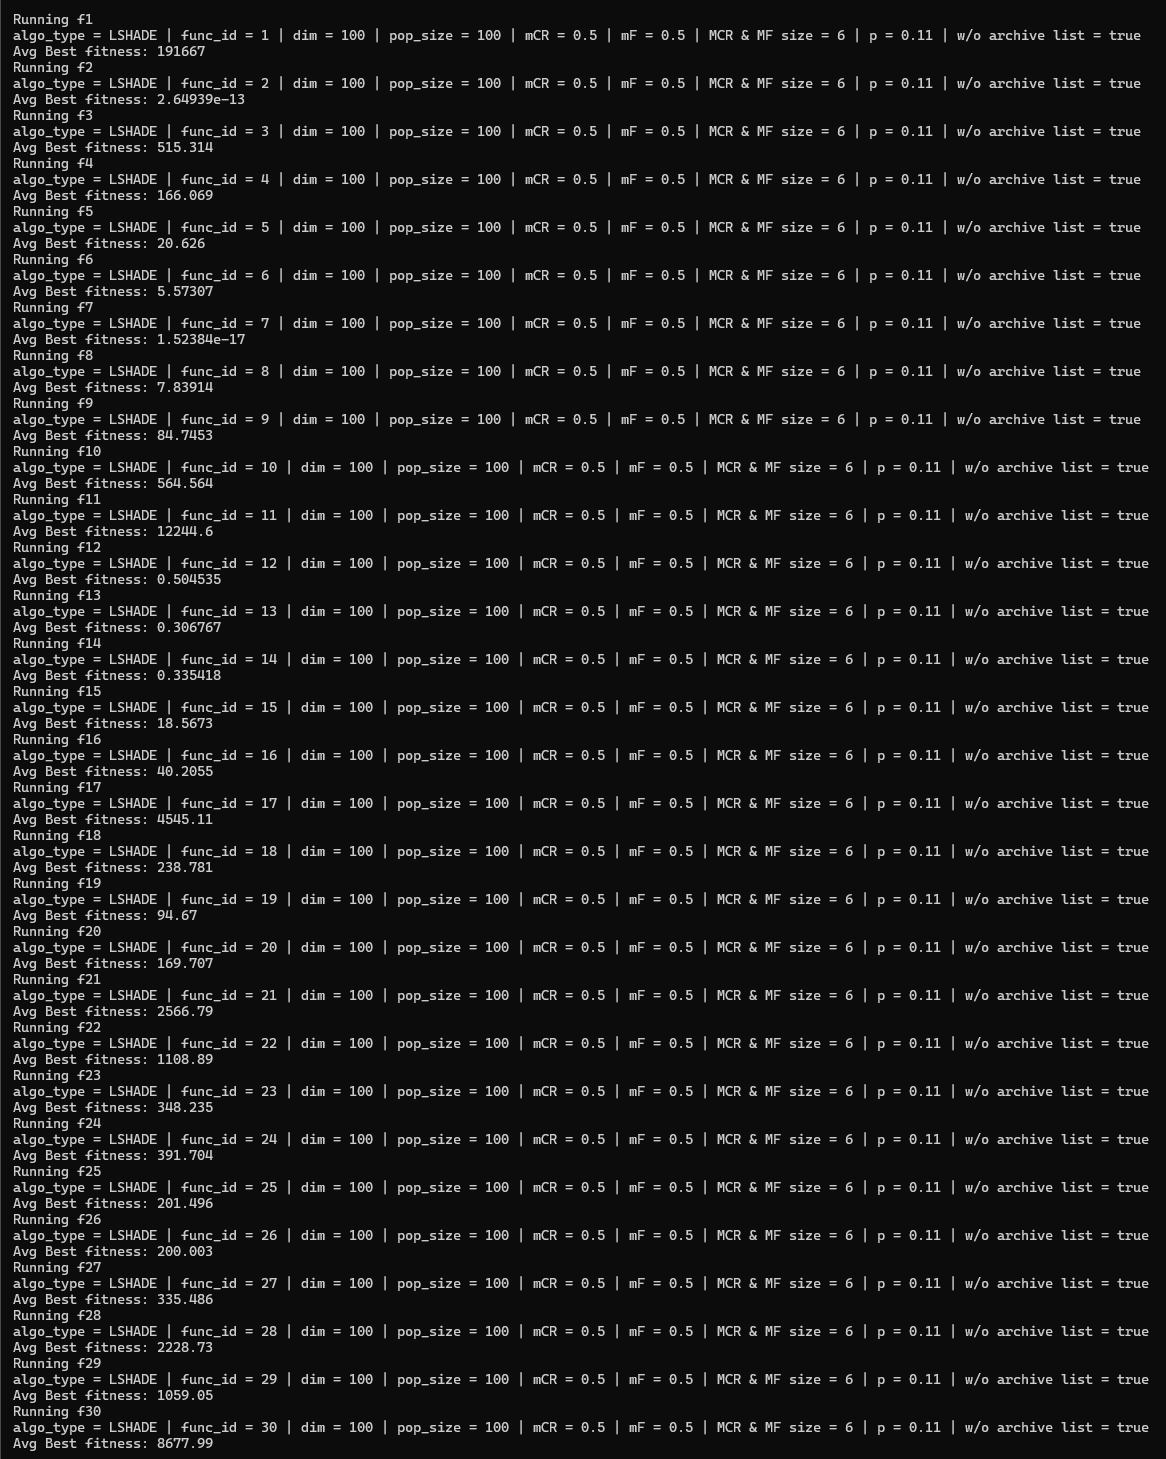 Running f1
algo_type = LSHADE | func_id = 1 | dim = 100 | pop_size = 100 | mCR = 0.5 | mF = 0.5 | MCR & MF size = 6 | p = 0.11 | w/o archive list = true
Avg Best fitness: 191667
Running f2
algo_type = LSHADE | func_id = 2 | dim = 100 | pop_size = 100 | mCR = 0.5 | mF = 0.5 | MCR & MF size = 6 | p = 0.11 | w/o archive list = true
Avg Best fitness: 2.64939e-13
Running f3
algo_type = LSHADE | func_id = 3 | dim = 100 | pop_size = 100 | mCR = 0.5 | mF = 0.5 | MCR & MF size = 6 | p = 0.11 | w/o archive list = true
Avg Best fitness: 515.314
Running f4
algo_type = LSHADE | func_id = 4 | dim = 100 | pop_size = 100 | mCR = 0.5 | mF = 0.5 | MCR & MF size = 6 | p = 0.11 | w/o archive list = true
Avg Best fitness: 166.069
Running f5
algo_type = LSHADE | func_id = 5 | dim = 100 | pop_size = 100 | mCR = 0.5 | mF = 0.5 | MCR & MF size = 6 | p = 0.11 | w/o archive list = true
Avg Best fitness: 20.626
Running f6
algo_type = LSHADE | func_id = 6 | dim = 100 | pop_size = 100 | mCR = 0.5 | mF = 0.5 | MCR & MF size = 6 | p = 0.11 | w/o archive list = true
Avg Best fitness: 5.57307
Running f7
algo_type = LSHADE | func_id = 7 | dim = 100 | pop_size = 100 | mCR = 0.5 | mF = 0.5 | MCR & MF size = 6 | p = 0.11 | w/o archive list = true
Avg Best fitness: 1.52384e-17
Running f8
algo_type = LSHADE | func_id = 8 | dim = 100 | pop_size = 100 | mCR = 0.5 | mF = 0.5 | MCR & MF size = 6 | p = 0.11 | w/o archive list = true
Avg Best fitness: 7.83914
Running f9
algo_type = LSHADE | func_id = 9 | dim = 100 | pop_size = 100 | mCR = 0.5 | mF = 0.5 | MCR & MF size = 6 | p = 0.11 | w/o archive list = true
Avg Best fitness: 84.7453
Running f10
algo_type = LSHADE | func_id = 10 | dim = 100 | pop_size = 100 | mCR = 0.5 | mF = 0.5 | MCR & MF size = 6 | p = 0.11 | w/o archive list = true
Avg Best fitness: 564.564
Running f11
algo_type = LSHADE | func_id = 11 | dim = 100 | pop_size = 100 | mCR = 0.5 | mF = 0.5 | MCR & MF size = 6 | p = 0.11 | w/o archive list = true
Avg Best fitness: 12244.6
Running f12
algo_type = LSHADE | func_id = 12 | dim = 100 | pop_size = 100 | mCR = 0.5 | mF = 0.5 | MCR & MF size = 6 | p = 0.11 | w/o archive list = true
Avg Best fitness: 0.504535
Running f13
algo_type = LSHADE | func_id = 13 | dim = 100 | pop_size = 100 | mCR = 0.5 | mF = 0.5 | MCR & MF size = 6 | p = 0.11 | w/o archive list = true
Avg Best fitness: 0.306767
Running f14
algo_type = LSHADE | func_id = 14 | dim = 100 | pop_size = 100 | mCR = 0.5 | mF = 0.5 | MCR & MF size = 6 | p = 0.11 | w/o archive list = true
Avg Best fitness: 0.335418
Running f15
algo_type = LSHADE | func_id = 15 | dim = 100 | pop_size = 100 | mCR = 0.5 | mF = 0.5 | MCR & MF size = 6 | p = 0.11 | w/o archive list = true
Avg Best fitness: 18.5673
Running f16
algo_type = LSHADE | func_id = 16 | dim = 100 | pop_size = 100 | mCR = 0.5 | mF = 0.5 | MCR & MF size = 6 | p = 0.11 | w/o archive list = true
Avg Best fitness: 40.2055
Running f17
algo_type = LSHADE | func_id = 17 | dim = 100 | pop_size = 100 | mCR = 0.5 | mF = 0.5 | MCR & MF size = 6 | p = 0.11 | w/o archive list = true
Avg Best fitness: 4545.11
Running f18
algo_type = LSHADE | func_id = 18 | dim = 100 | pop_size = 100 | mCR = 0.5 | mF = 0.5 | MCR & MF size = 6 | p = 0.11 | w/o archive list = true
Avg Best fitness: 238.781
Running f19
algo_type = LSHADE | func_id = 19 | dim = 100 | pop_size = 100 | mCR = 0.5 | mF = 0.5 | MCR & MF size = 6 | p = 0.11 | w/o archive list = true
Avg Best fitness: 94.67
Running f20
algo_type = LSHADE | func_id = 20 | dim = 100 | pop_size = 100 | mCR = 0.5 | mF = 0.5 | MCR & MF size = 6 | p = 0.11 | w/o archive list = true
Avg Best fitness: 169.707
Running f21
algo_type = LSHADE | func_id = 21 | dim = 100 | pop_size = 100 | mCR = 0.5 | mF = 0.5 | MCR & MF size = 6 | p = 0.11 | w/o archive list = true
Avg Best fitness: 2566.79
Running f22
algo_type = LSHADE | func_id = 22 | dim = 100 | pop_size = 100 | mCR = 0.5 | mF = 0.5 | MCR & MF size = 6 | p = 0.11 | w/o archive list = true
Avg Best fitness: 1108.89
Running f23
algo_type = LSHADE | func_id = 23 | dim = 100 | pop_size = 100 | mCR = 0.5 | mF = 0.5 | MCR & MF size = 6 | p = 0.11 | w/o archive list = true
Avg Best fitness: 348.235
Running f24
algo_type = LSHADE | func_id = 24 | dim = 100 | pop_size = 100 | mCR = 0.5 | mF = 0.5 | MCR & MF size = 6 | p = 0.11 | w/o archive list = true
Avg Best fitness: 391.704
Running f25
algo_type = LSHADE | func_id = 25 | dim = 100 | pop_size = 100 | mCR = 0.5 | mF = 0.5 | MCR & MF size = 6 | p = 0.11 | w/o archive list = true
Avg Best fitness: 201.496
Running f26
algo_type = LSHADE | func_id = 26 | dim = 100 | pop_size = 100 | mCR = 0.5 | mF = 0.5 | MCR & MF size = 6 | p = 0.11 | w/o archive list = true
Avg Best fitness: 200.003
Running f27
algo_type = LSHADE | func_id = 27 | dim = 100 | pop_size = 100 | mCR = 0.5 | mF = 0.5 | MCR & MF size = 6 | p = 0.11 | w/o archive list = true
Avg Best fitness: 335.486
Running f28
algo_type = LSHADE | func_id = 28 | dim = 100 | pop_size = 100 | mCR = 0.5 | mF = 0.5 | MCR & MF size = 6 | p = 0.11 | w/o archive list = true
Avg Best fitness: 2228.73
Running f29
algo_type = LSHADE | func_id = 29 | dim = 100 | pop_size = 100 | mCR = 0.5 | mF = 0.5 | MCR & MF size = 6 | p = 0.11 | w/o archive list = true
Avg Best fitness: 1059.05
Running f30
algo_type = LSHADE | func_id = 30 | dim = 100 | pop_size = 100 | mCR = 0.5 | mF = 0.5 | MCR & MF size = 6 | p = 0.11 | w/o archive list = true
Avg Best fitness: 8677.99